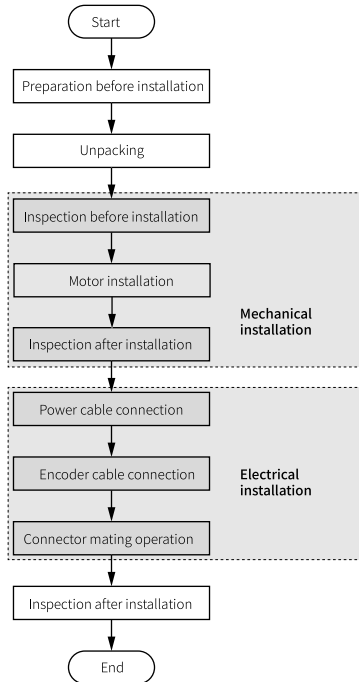 Start
Preparation before installation
Unpacking
Inspection before installation
Motor installation
Mechanical
installation
Inspection after installation
Power cable connection
Encoder cable connection
Electrical
installation
Connector mating operation
Inspection after installation
End